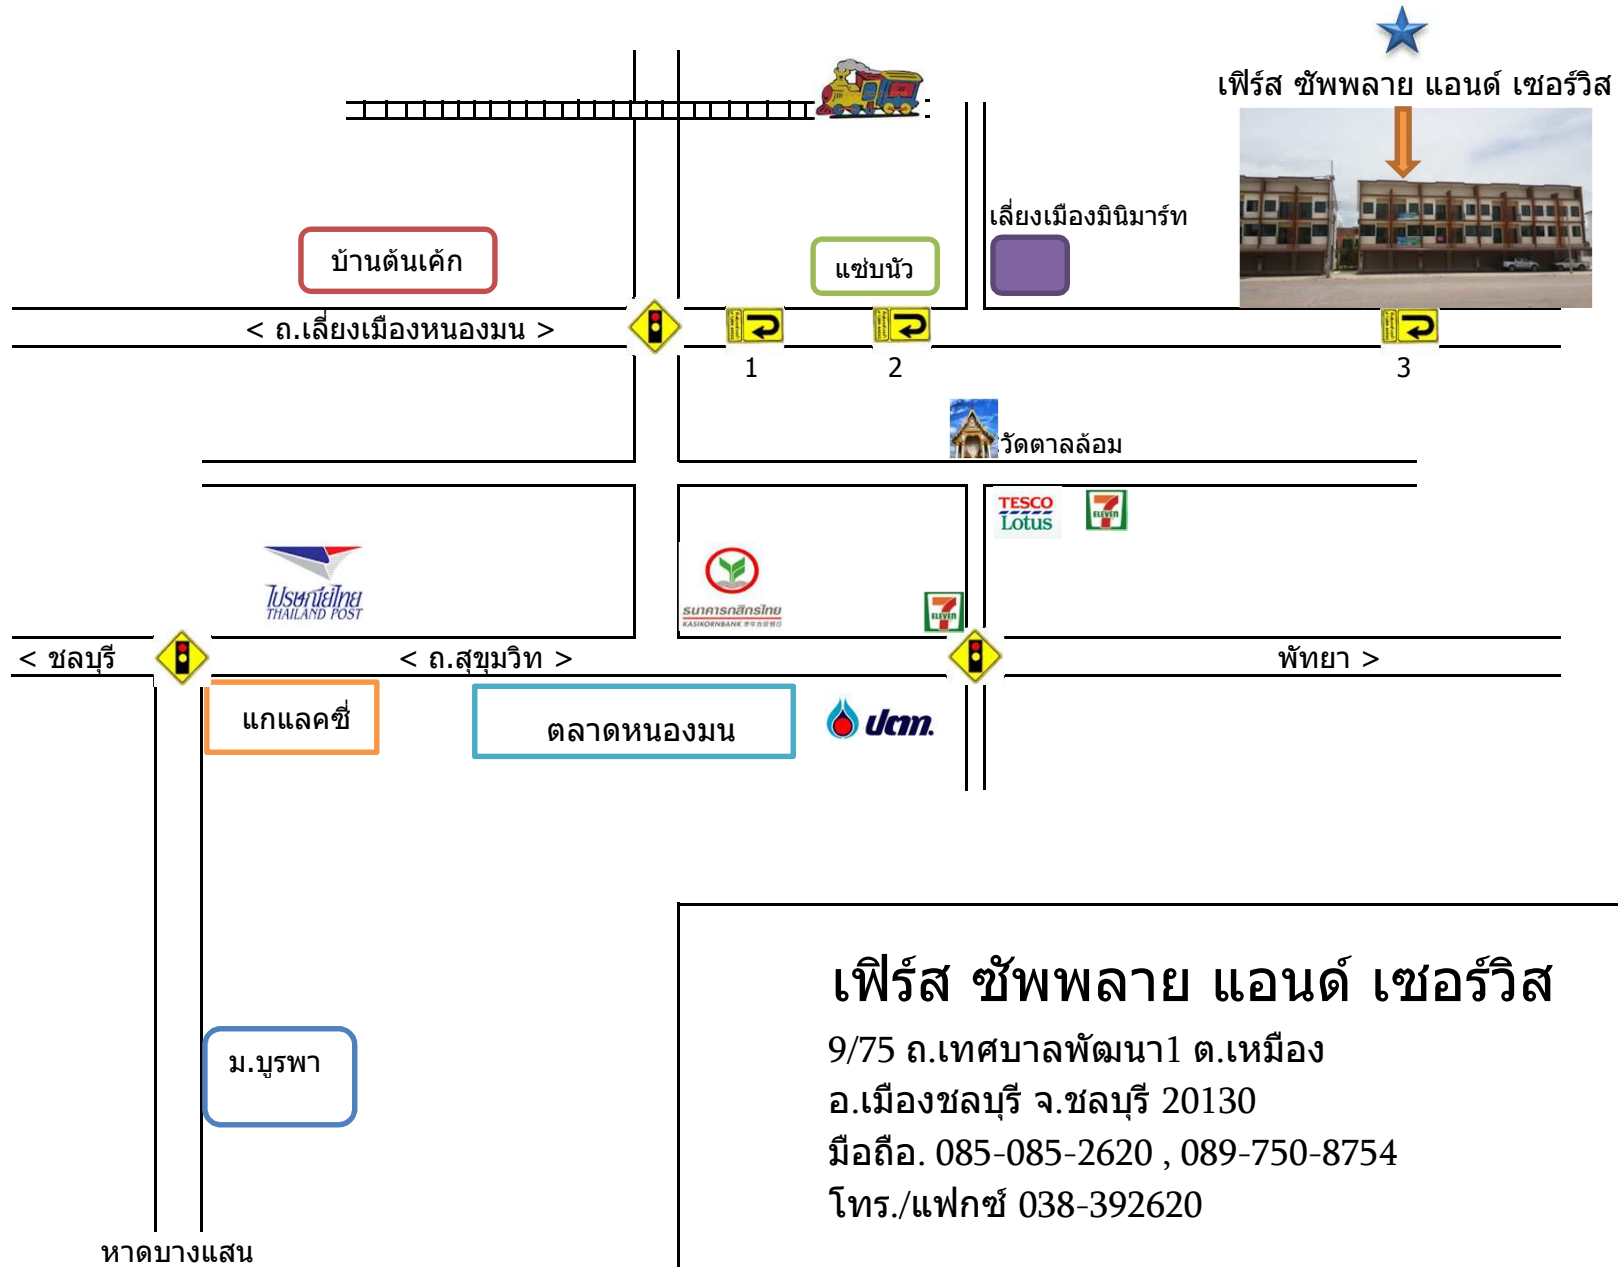 เฟิร์ส ซัพพลาย แอนด์ เซอร์วิส
เลี่ยงเมืองมินิมาร์ท
บ้านต้นเค้ก
แซ่บนัว
< ถ.เลี่ยงเมืองหนองมน >
1
2
3
วัดตาลล้อม
TESCO
Lotus
7
ELEVEN
ไปรษณีย์ไทย
THAILAND POST
ธนาคารกสิกรไทย
KASIKORNBANK
7
ELEVEN
< ชลบุรี
< ถ.สุขุมวิท >
พัทยา >
แกแลคซี่
ตลาดหนองมน
ปตท.
เฟิร์ส ซัพพลาย แอนด์ เซอร์วิส
9/75 ถ.เทศบาลพัฒนา1 ต.เหมือง
อ.เมืองชลบุรี จ.ชลบุรี 20130
มือถือ. 085-085-2620 , 089-750-8754
โทร./แฟกซ์ 038-392620
ม.บูรพา
หาดบางแสน